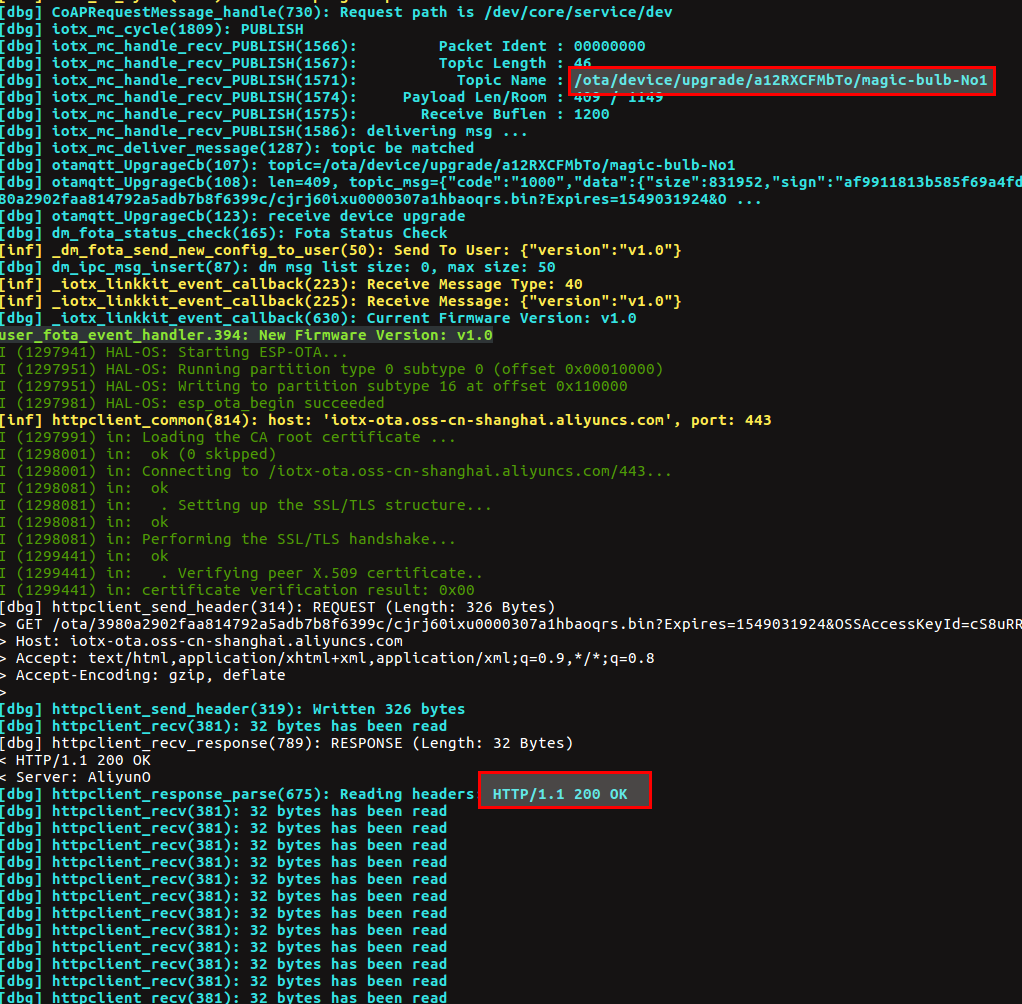 [dbg] CoAPRequestMessage_handle(730): Request path is /dev/core/service/dev
[dbg] iotx_mc_cycle(1809): PUBLISH
[dbg] iotx_mc_handle_recv_PUBLISH(1566):         Packet Ident : 00000000
[dbg] iotx_mc_handle_recv_PUBLISH(1567):         Topic Length : 46
[dbg] iotx_mc_handle_recv_PUBLISH(1571):           Topic Name : /ota/device/upgrade/a12RXCFMbTo/magic-bulb-No1
[dbg] iotx_mc_handle_recv_PUBLISH(1574):     Payload Len/Room : 409 / 1149
[dbg] iotx_mc_handle_recv_PUBLISH(1575):       Receive Buflen : 1200
[dbg] iotx_mc_handle_recv_PUBLISH(1586): delivering msg ...
[dbg] iotx_mc_deliver_message(1287): topic be matched
[dbg] otamqtt_UpgrageCb(107): topic=/ota/device/upgrade/a12RXCFMbTo/magic-bulb-No1
[dbg] otamqtt_UpgrageCb(108): len=409, topic_msg={"code":"1000","data":{"size":831952,"sign":"af9911813b585f69a4fd
80a2902faa814792a5adb7b8f6399c/cjrj60ixu0000307a1hbaoqrs.bin?Expires=1549031924&O ...
[dbg] otamqtt_UpgrageCb(123): receive device upgrade
[dbg] dm_fota_status_check(165): Fota Status Check
[inf] _dm_fota_send_new_config_to_user(50): Send To User: {"version":"v1.0"}
[dbg] dm_ipc_msg_insert(87): dm msg list size: 0, max size: 50
[inf] _iotx_linkkit_event_callback(223): Receive Message Type: 40
[inf] _iotx_linkkit_event_callback(225): Receive Message: {"version":"v1.0"}
[dbg] _iotx_linkkit_event_callback(630): Current Firmware Version: v1.0
user_fota_event_handler.394: New Firmware Version: v1.0
I (1297941) HAL-OS: Starting ESP-OTA...
I (1297951) HAL-OS: Running partition type 0 subtype 0 (offset 0x00010000)
I (1297951) HAL-OS: Writing to partition subtype 16 at offset 0x110000
I (1297981) HAL-OS: esp_ota_begin succeeded
[inf] httpclient_common(814): host: 'iotx-ota.oss-cn-shanghai.aliyuncs.com', port: 443
I (1297991) in: Loading the CA root certificate ...
I (1298001) in:  ok (0 skipped)
I (1298001) in: Connecting to /iotx-ota.oss-cn-shanghai.aliyuncs.com/443...
I (1298081) in:  ok
I (1298081) in:   . Setting up the SSL/TLS structure...
I (1298081) in:  ok
I (1298081) in: Performing the SSL/TLS handshake...
I (1299441) in:  ok
I (1299441) in:   . Verifying peer X.509 certificate..
I (1299441) in: certificate verification result: 0x00
[dbg] httpclient_send_header(314): REQUEST (Length: 326 Bytes)
> GET /ota/3980a2902faa814792a5adb7b8f6399c/cjrj60ixu0000307a1hbaoqrs.bin?Expires=1549031924&OSSAccessKeyId=cS8uRR
> Host: iotx-ota.oss-cn-shanghai.aliyuncs.com
> Accept: text/html,application/xhtml+xml,application/xml;q=0.9,*/*;q=0.8
> Accept-Encoding: gzip, deflate
>
[dbg] httpclient_send_header(319): Written 326 bytes
[dbg] httpclient_recv(381): 32 bytes has been read
[dbg] httpclient_recv_response(789): RESPONSE (Length: 32 Bytes)
< HTTP/1.1 200 OK
< Server: AliyunO
[dbg] httpclient_response_parse(675): Reading headers: HTTP/1.1 200 OK
[dbg] httpclient_recv(381): 32 bytes has been read
[dbg] httpclient_recv(381): 32 bytes has been read
[dbg] httpclient_recv(381): 32 bytes has been read
[dbg] httpclient_recv(381): 32 bytes has been read
[dbg] httpclient_recv(381): 32 bytes has been read
[dbg] httpclient_recv(381): 32 bytes has been read
[dbg] httpclient_recv(381): 32 bytes has been read
[dbg] httpclient_recv(381): 32 bytes has been read
[dbg] httpclient_recv(381): 32 bytes has been read
[dbg] httpclient_recv(381): 32 bytes has been read
[dbg] httpclient_recv(381): 32 bytes has been read
[dbg] httpclient_recv(381): 32 bytes has been read